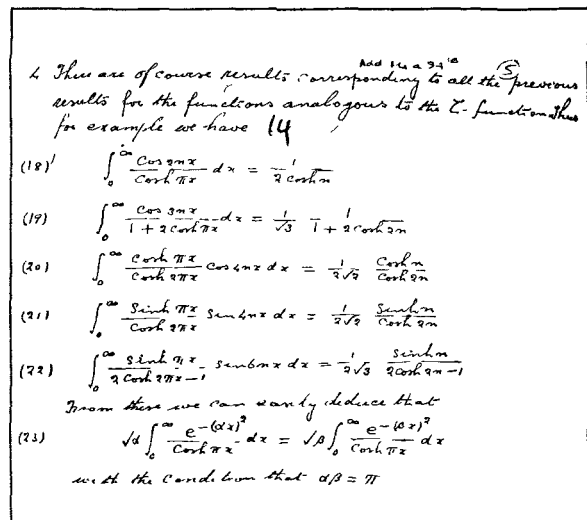 4 There are of course results corresponding to all the (5) previous
results for the functions analogous to the ζ-function. Thus
for example we have 14
(18) ∫₀^∞ Cos 2nx / Cosh πx dx = 1 / 2 cosh n
(19) ∫₀^∞ Cos 3nx / 1 + 2 cosh πx dx = 1/√3 1 / 1 + 2 cosh 2n
(20) ∫₀^∞ Cosh πx / Cosh 2πx Cos 4nx dx = 1/2√2 Cosh n / Cosh 2n
(21) ∫₀^∞ Sinh πx / Cosh 2πx Sin 4nx dx = 1/2√2 Sinh n / Cosh 2n
(22) ∫₀^∞ Sinh πx / 2 Cosh 2πx - 1 Sin 6nx dx = 1/2√3 Sinh n / 2 Cosh 2n - 1
From these we can easily deduce that
(23) √α ∫₀^∞ e^-(αx)² / Cosh πx dx = √β ∫₀^∞ e^-(βx)² / Cosh πx dx
with the condition that αβ = π